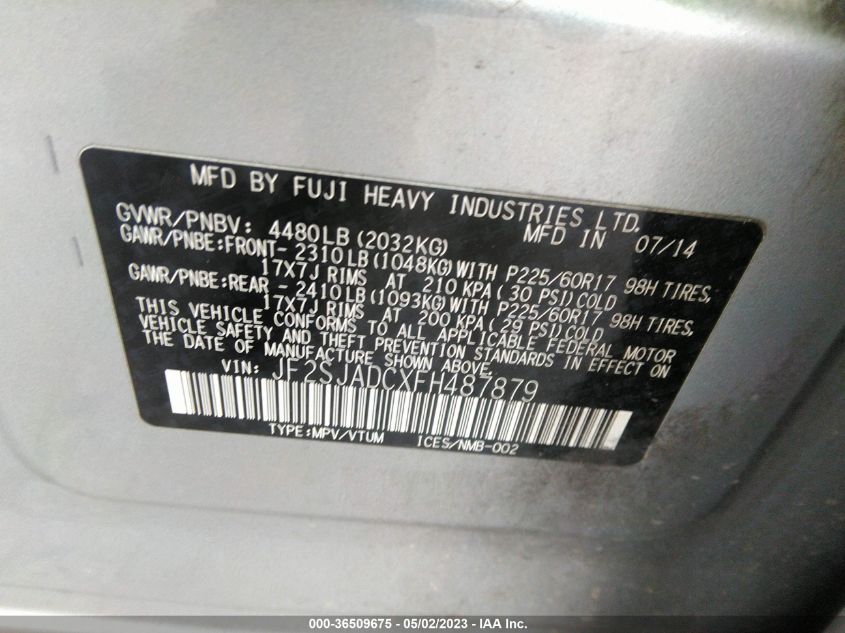 MFD BY FUJI HEAVY INDUSTRIES LTD.
GVWR/PNBV: 4480LB(2032KG) MFD IN 07/14
GAWR/PNBE:FRONT-2310LB(1048KG)WITH P225/60R17 98H TIRES,
17X7J RIMS AT 210 KPA(30 PSI)COLD
GAWR/PNBE:REAR -2410LB(1093KG)WITH P225/60R17 98H TIRES,
17X7J RIMS AT 200 KPA(29 PSI)COLD
THIS VEHICLE CONFORMS TO ALL APPLICABLE FEDERAL MOTOR
VEHICLE SAFETY AND THEFT PREVENTION STANDARDS IN EFFECT ON
THE DATE OF MANUFACTURE SHOWN ABOVE.
VIN: JF2SJADCXFH487879
TYPE:MPV/VTUM ICES/NMB-002
000-36509675 - 05/02/2023 - IAA Inc.